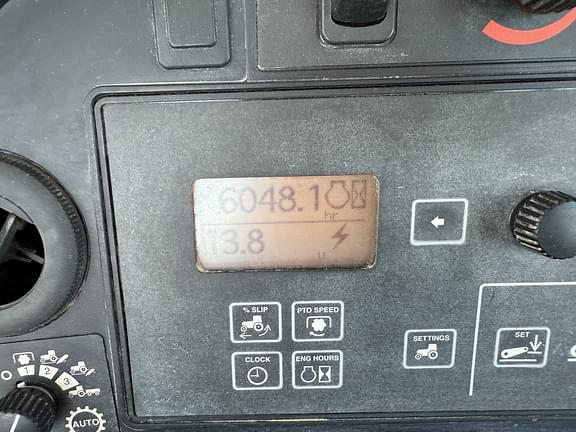 6048.1
hr
13.8
V
% SLIP
PTO SPEED
CLOCK
ENG HOURS
SETTINGS
SET
1
2
3
AUTO